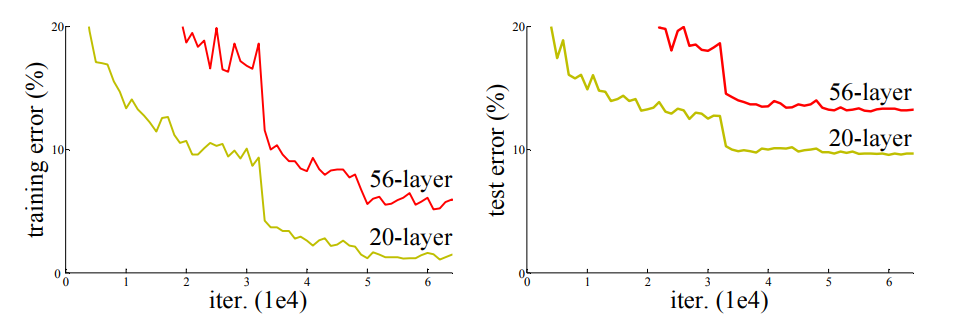 training error (%)
20
10
0
0 1 2 3 4 5 6
iter. (1e4)
56-layer
20-layer
test error (%)
20
10
0
0 1 2 3 4 5 6
iter. (1e4)
56-layer
20-layer